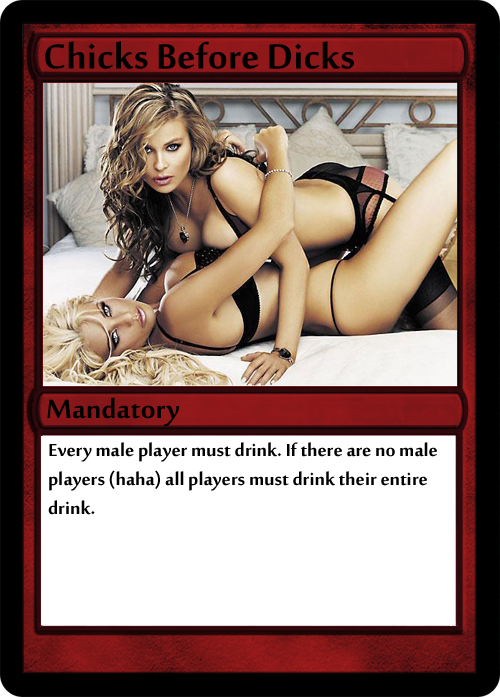 Chicks Before Dicks
Mandatory
Every male player must drink. If there are no male
players (haha) all players must drink their entire
drink.